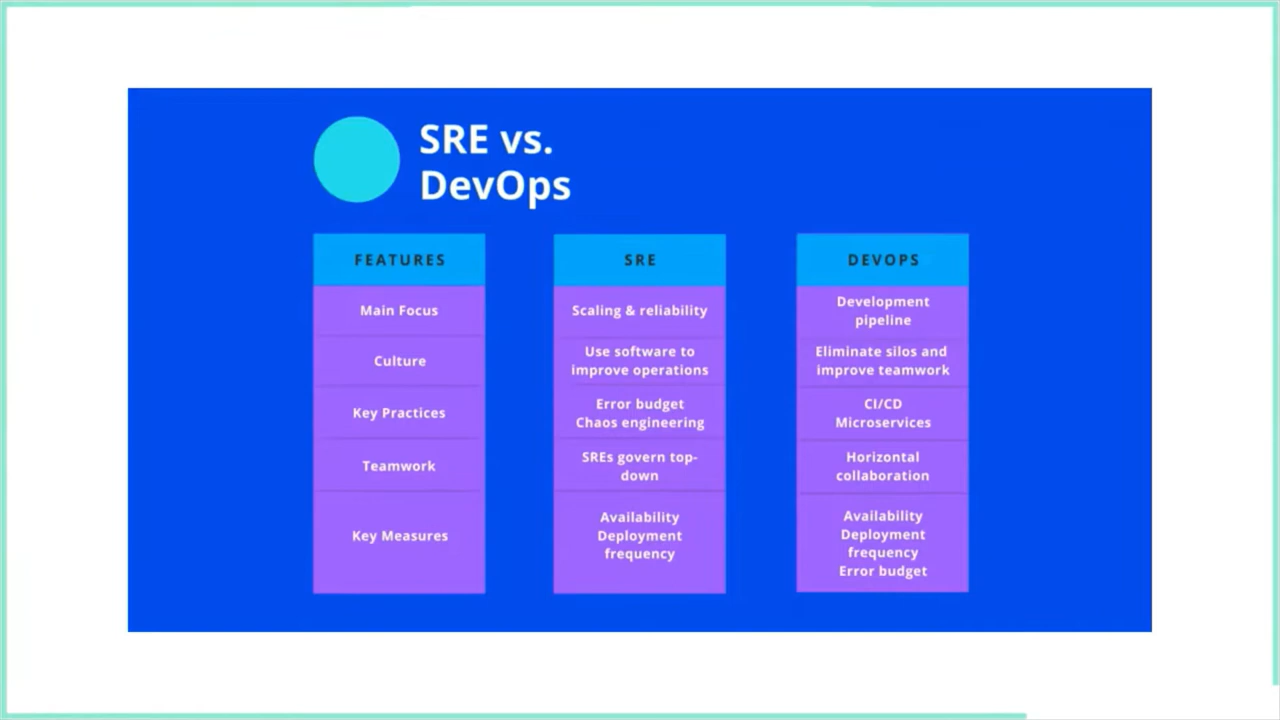 SRE vs.
DevOps
FEATURES
SRE
DEVOPS
Main Focus
Scaling & reliability
Development
pipeline
Culture
Use software to
improve operations
Eliminate silos and
improve teamwork
Key Practices
Error budget
Chaos engineering
CI/CD
Microservices
Teamwork
SREs govern top-
down
Horizontal
collaboration
Key Measures
Availability
Deployment
frequency
Availability
Deployment
frequency
Error budget